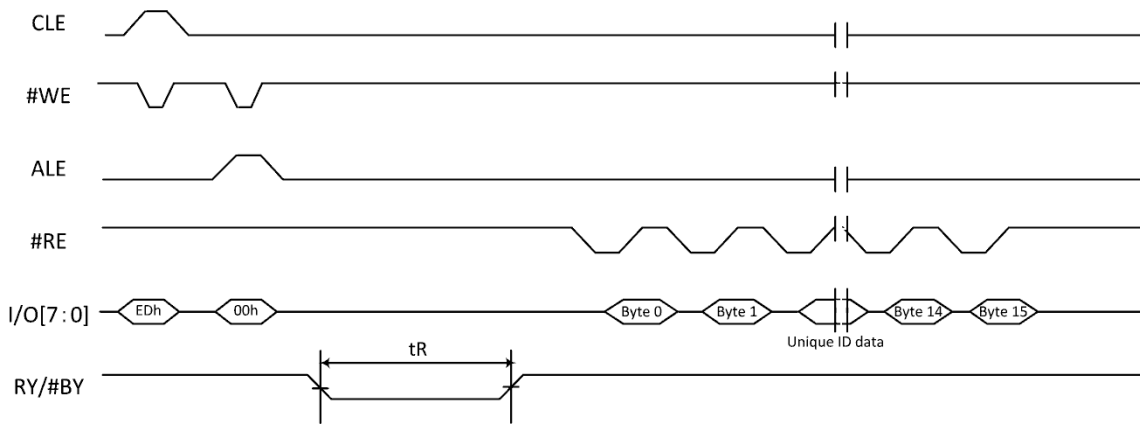 CLE
#WE
ALE
#RE
I/O[7:0] EDh 00h Byte 0 Byte 1 Byte 14 Byte 15
Unique ID data
tR
RY/#BY